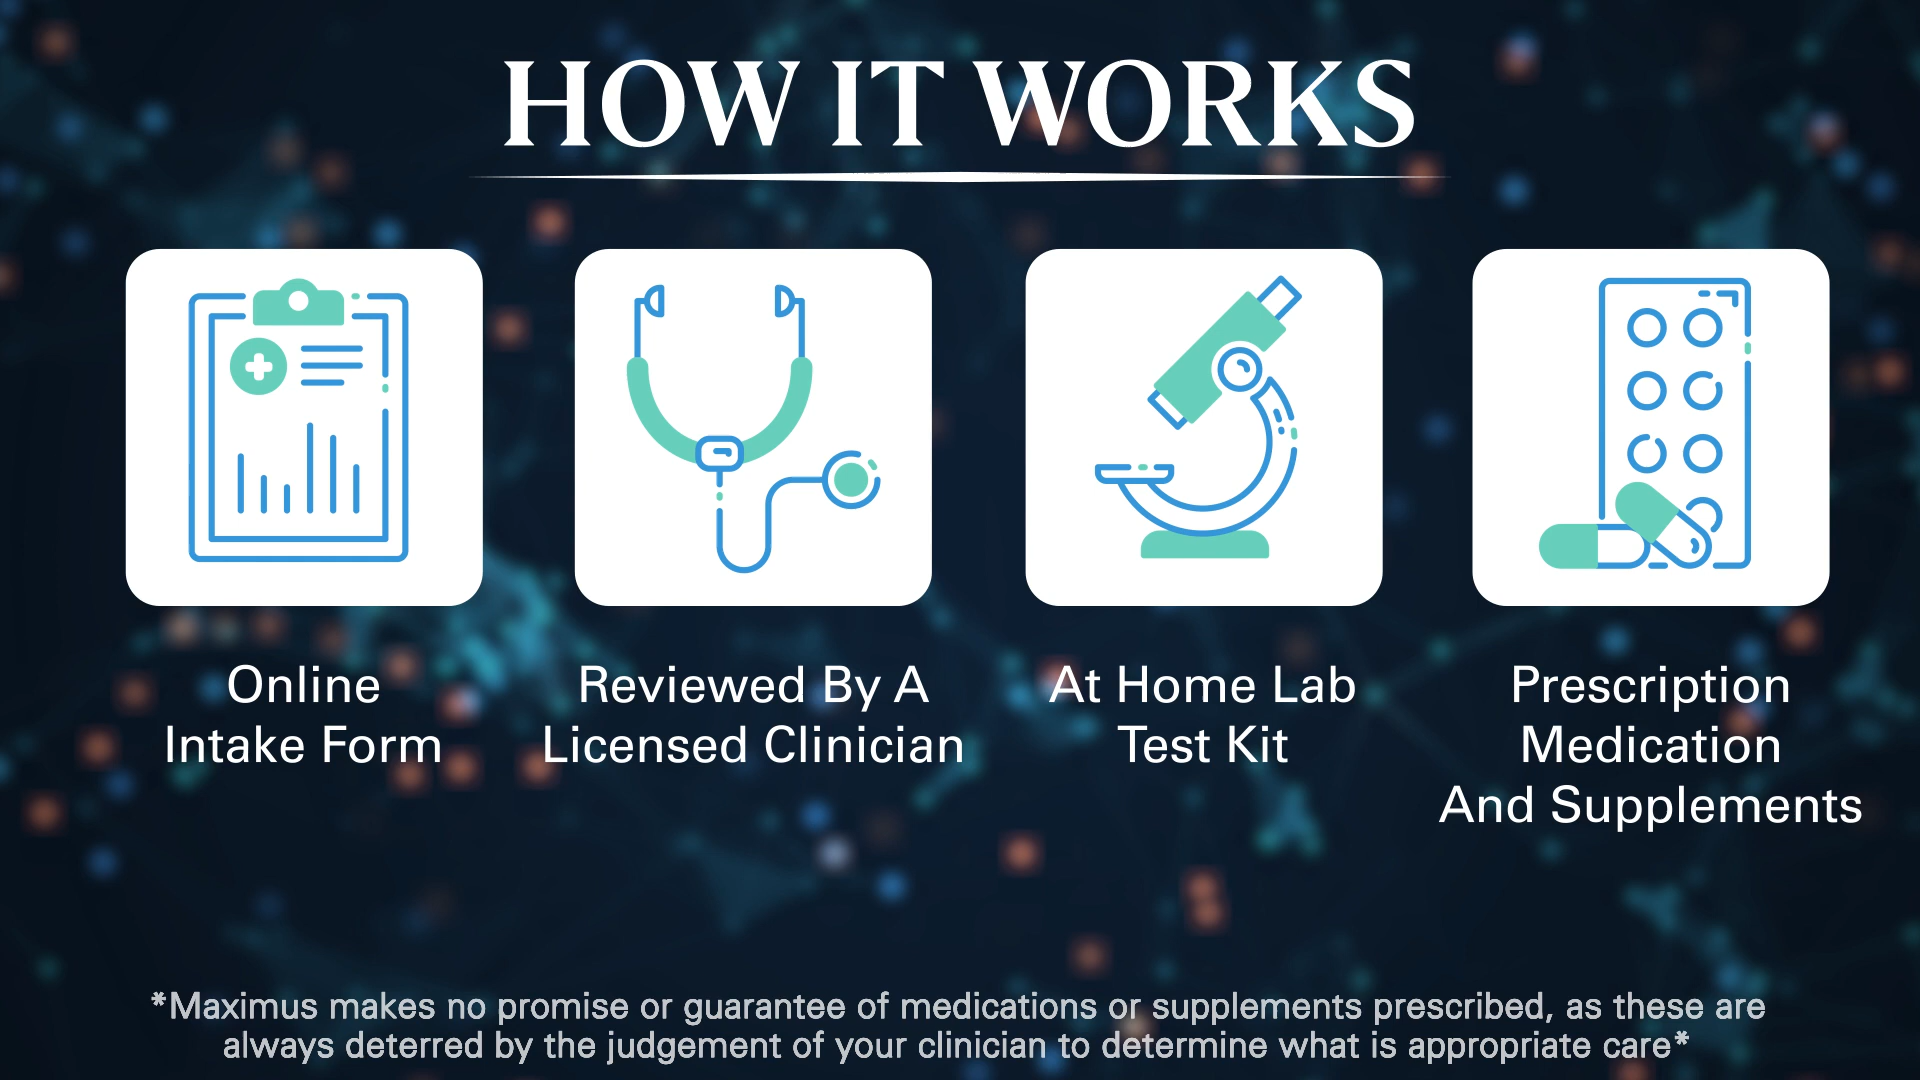 HOW IT WORKS
Online
Intake Form
Reviewed By A
Licensed Clinician
At Home Lab
Test Kit
Prescription
Medication
And Supplements
*Maximus makes no promise or guarantee of medications or supplements prescribed, as these are
always deterred by the judgement of your clinician to determine what is appropriate care*